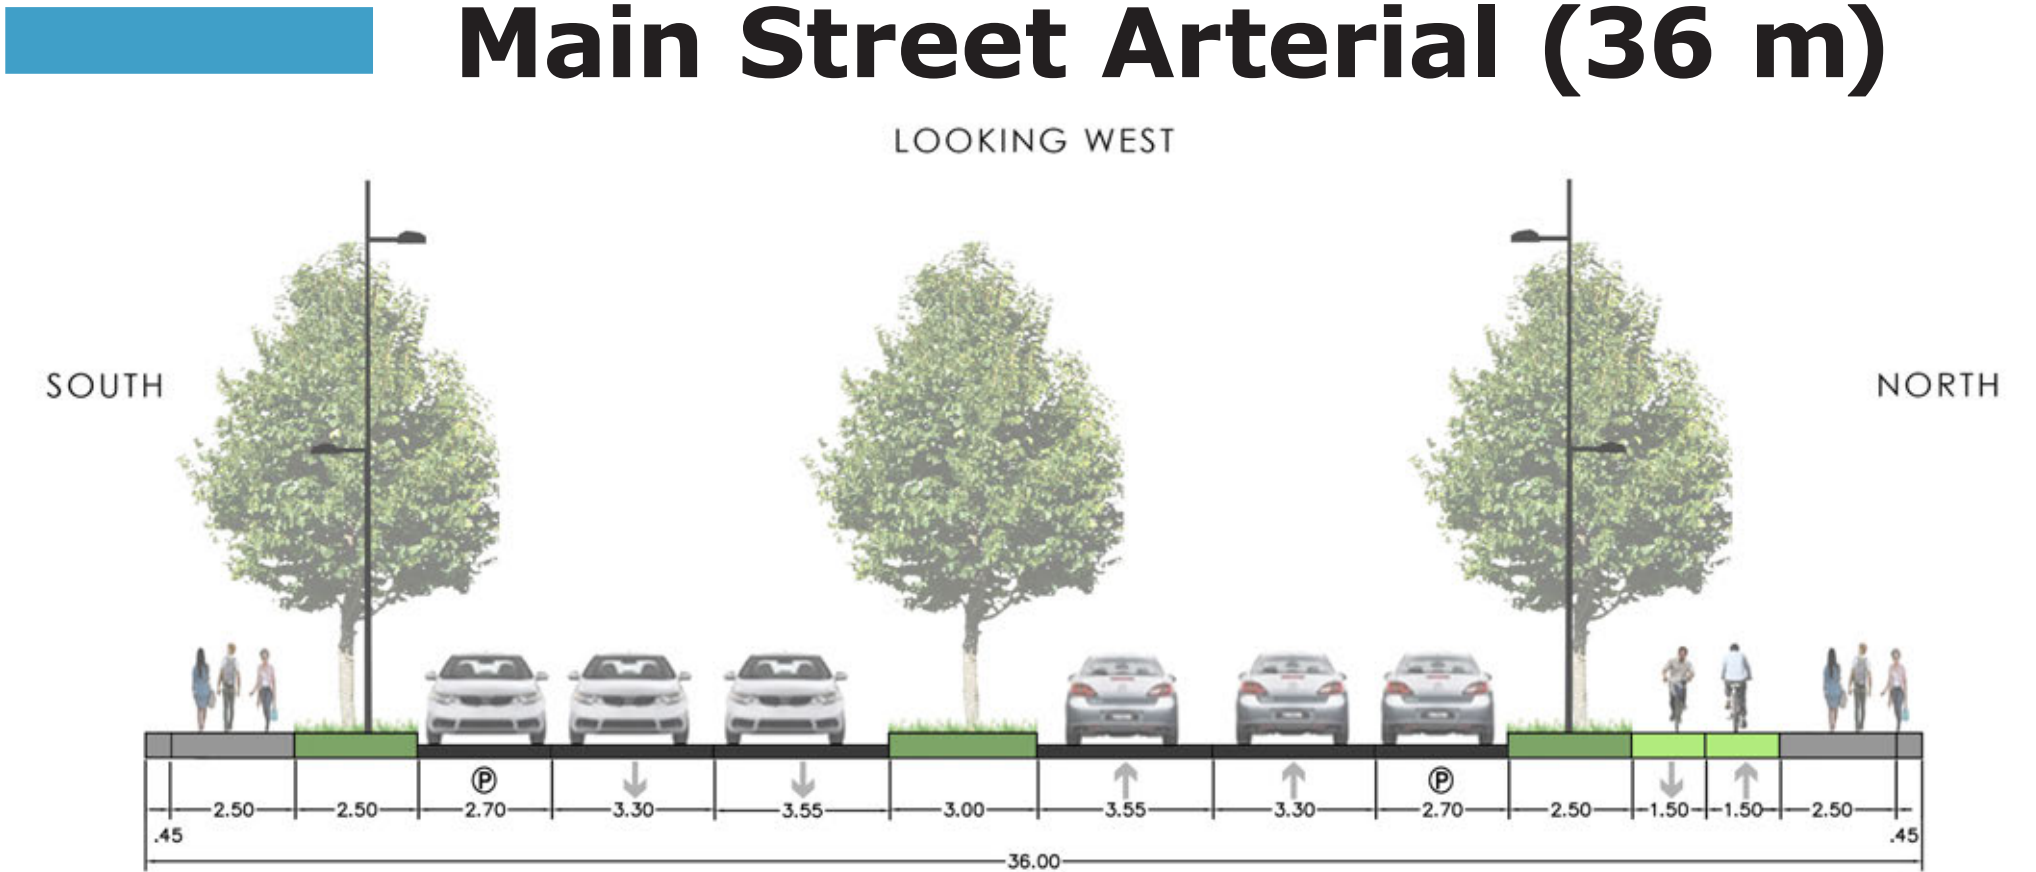 Main Street Arterial (36 m)
LOOKING WEST
SOUTH
NORTH
P
P
2.50 2.50 2.70 3.30 3.55 3.00 3.55 3.30 2.70 2.50 1.50 1.50 2.50
.45 .45
36.00